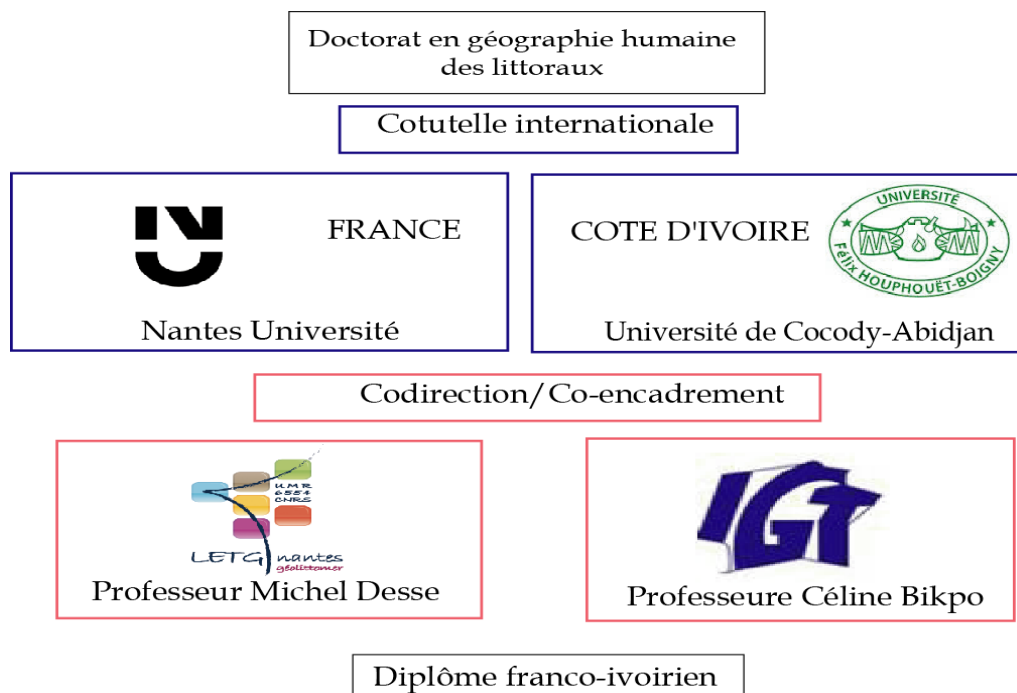 Doctorat en géographie humaine
des littoraux
Cotutelle internationale
NU
FRANCE
Nantes Université
COTE D'IVOIRE
UNIVERSITÉ
Félix HOUPHOUËT-BOIGNY
Université de Cocody-Abidjan
Codirection/Co-encadrement
UMR
6554
CNRS
LETG nantes
géolittomer
Professeur Michel Desse
IGT
Professeure Céline Bikpo
Diplôme franco-ivoirien